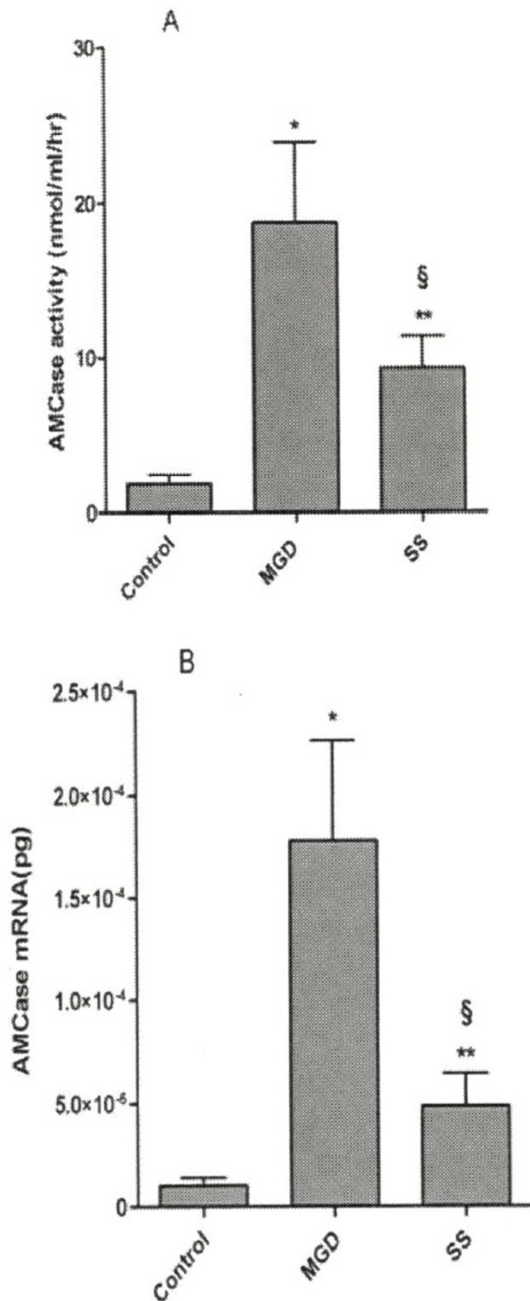 A
AMCase activity (nmol/ml/hr)
30
20
10
0
*
§
**
Control
MGD
SS
B
AMCase mRNA(pg)
2.5×10⁻⁴
2.0×10⁻⁴
1.5×10⁻⁴
1.0×10⁻⁴
5.0×10⁻⁵
0
*
§
**
Control
MGD
SS